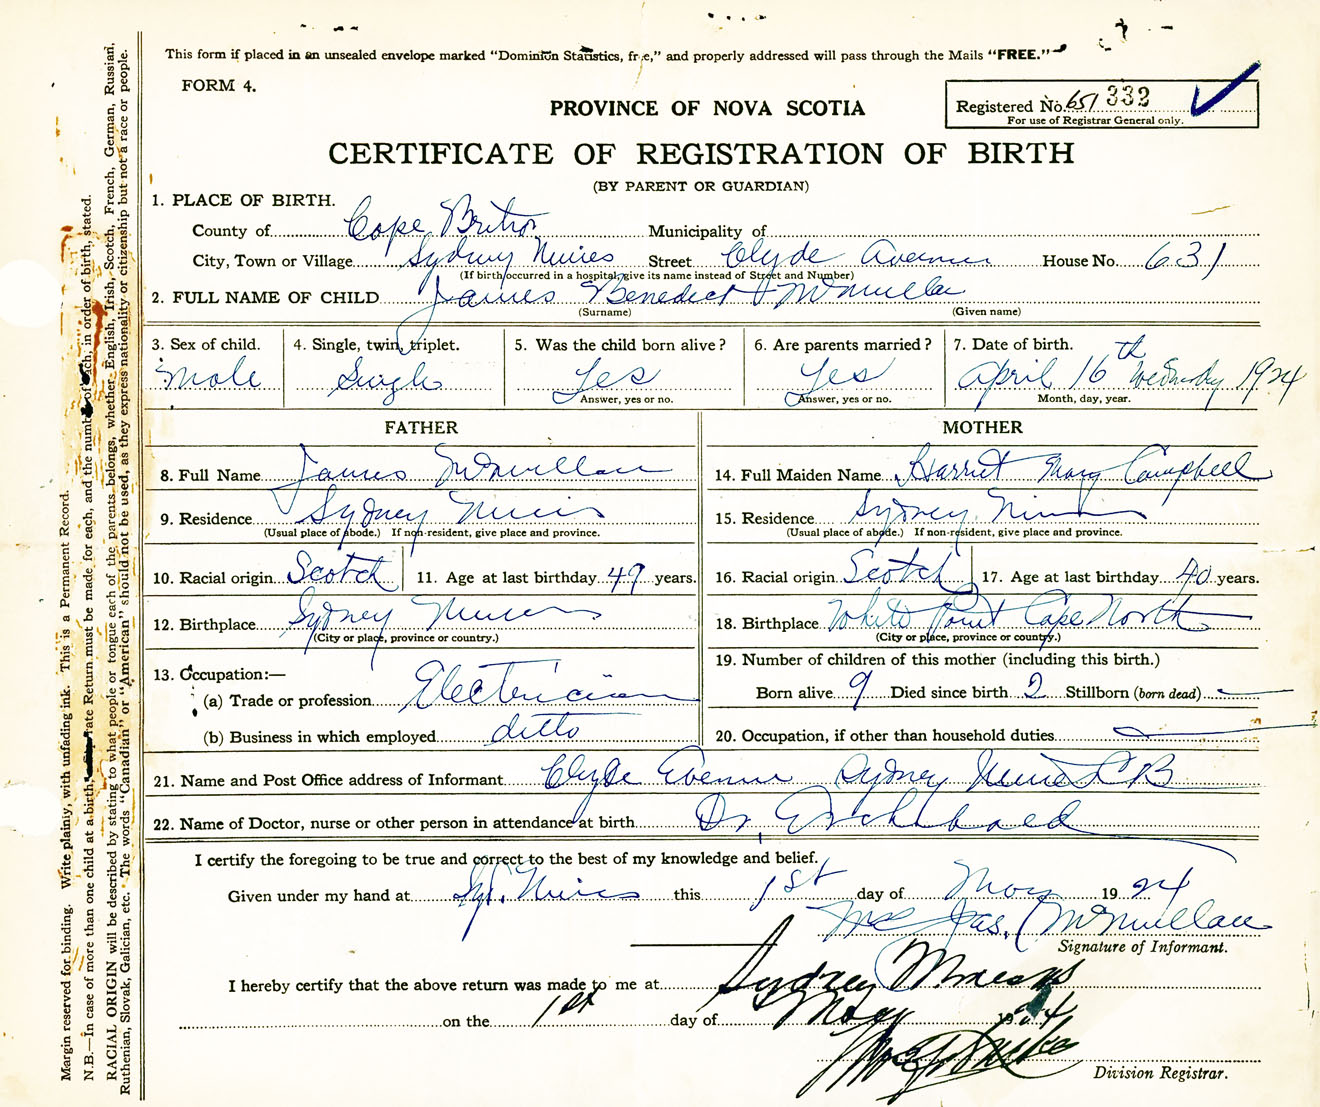 This form if placed in an unsealed envelope marked "Dominion Statistics, free," and properly addressed will pass through the Mails "FREE."
FORM 4.
PROVINCE OF NOVA SCOTIA
Registered No. 651 332
For use of Registrar General only.
CERTIFICATE OF REGISTRATION OF BIRTH
(BY PARENT OR GUARDIAN)
1. PLACE OF BIRTH.
County of Cape Breton Municipality of
City, Town or Village Sydney Mines Street Clyde Avenue House No. 631
(If birth occurred in a hospital, give its name instead of Street and Number)
2. FULL NAME OF CHILD James Benedict McMullan
(Surname) (Given name)
3. Sex of child. 4. Single, twin, triplet. 5. Was the child born alive? 6. Are parents married? 7. Date of birth.
Male Single Yes Yes April 16th Wednesday 1924
Answer, yes or no. Answer, yes or no. Month, day, year.
FATHER MOTHER
8. Full Name James McMullan 14. Full Maiden Name Harriet Mary Campbell
9. Residence Sydney Mines 15. Residence Sydney Mines
(Usual place of abode.) If non-resident, give place and province. (Usual place of abode.) If non-resident, give place and province.
10. Racial origin Scotch 11. Age at last birthday 49 years. 16. Racial origin Scotch 17. Age at last birthday 40 years.
12. Birthplace Sydney Mines 18. Birthplace White Point Cape North
(City or place, province or country.) (City or place, province or country.)
13. Occupation:— 19. Number of children of this mother (including this birth.)
(a) Trade or profession Electrician Born alive 9 Died since birth 2 Stillborn (born dead) —
(b) Business in which employed ditto 20. Occupation, if other than household duties —
21. Name and Post Office address of Informant Clyde Avenue Sydney Mines C B
22. Name of Doctor, nurse or other person in attendance at birth Dr. Archibald
I certify the foregoing to be true and correct to the best of my knowledge and belief.
Given under my hand at Syd. Mines this 1st day of May 1924
Mrs Jas. McMullan
Signature of Informant.
I hereby certify that the above return was made to me at Sydney Mines
on the 1st day of May 1924
Division Registrar.
Margin reserved for binding. Write plainly, with unfading ink. This is a Permanent Record.
N.B.—In case of more than one child at a birth, separate Return must be made for each, and the number of each, in order of birth, stated.
RACIAL ORIGIN will be described by stating to what people or tongue each of the parents belongs, whether English, Irish, Scotch, French, German, Russian,
Ruthenian, Slovak, Galician, etc. The words "Canadian" or "American" should not be used, as they express nationality or citizenship but not a race or people.